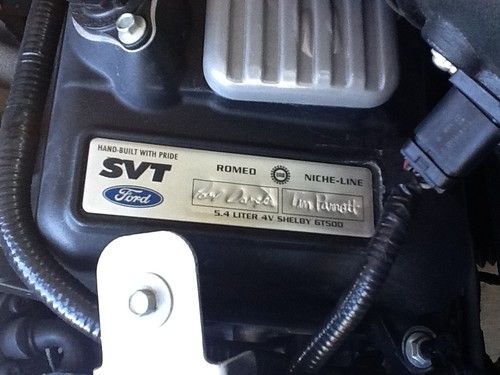 HAND-BUILT WITH PRIDE
SVT ROMEO NICHE-LINE
Ford
5.4 LITER 4V SHELBY GT500